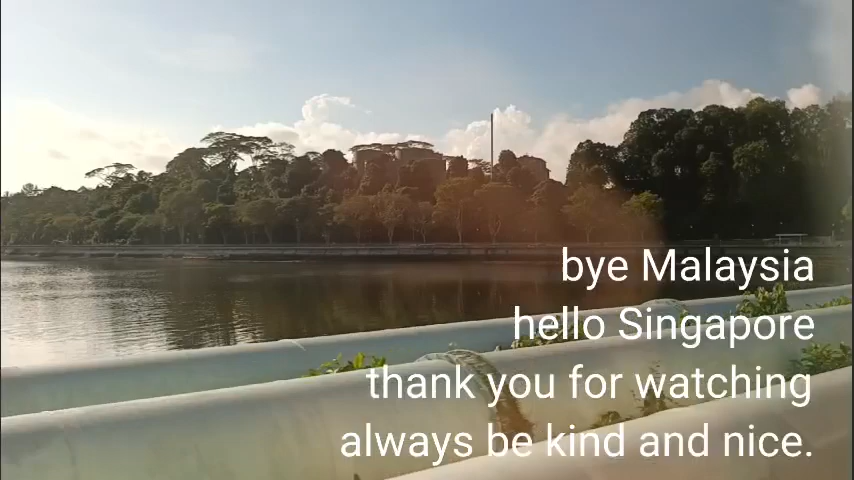 bye Malaysia
hello Singapore
thank you for watching
always be kind and nice.